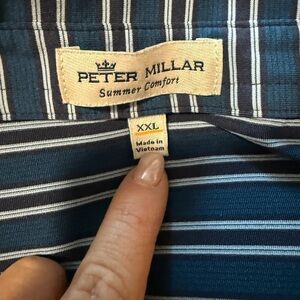 PETER MILLAR
Summer Comfort
XXL
Made in
Vietnam